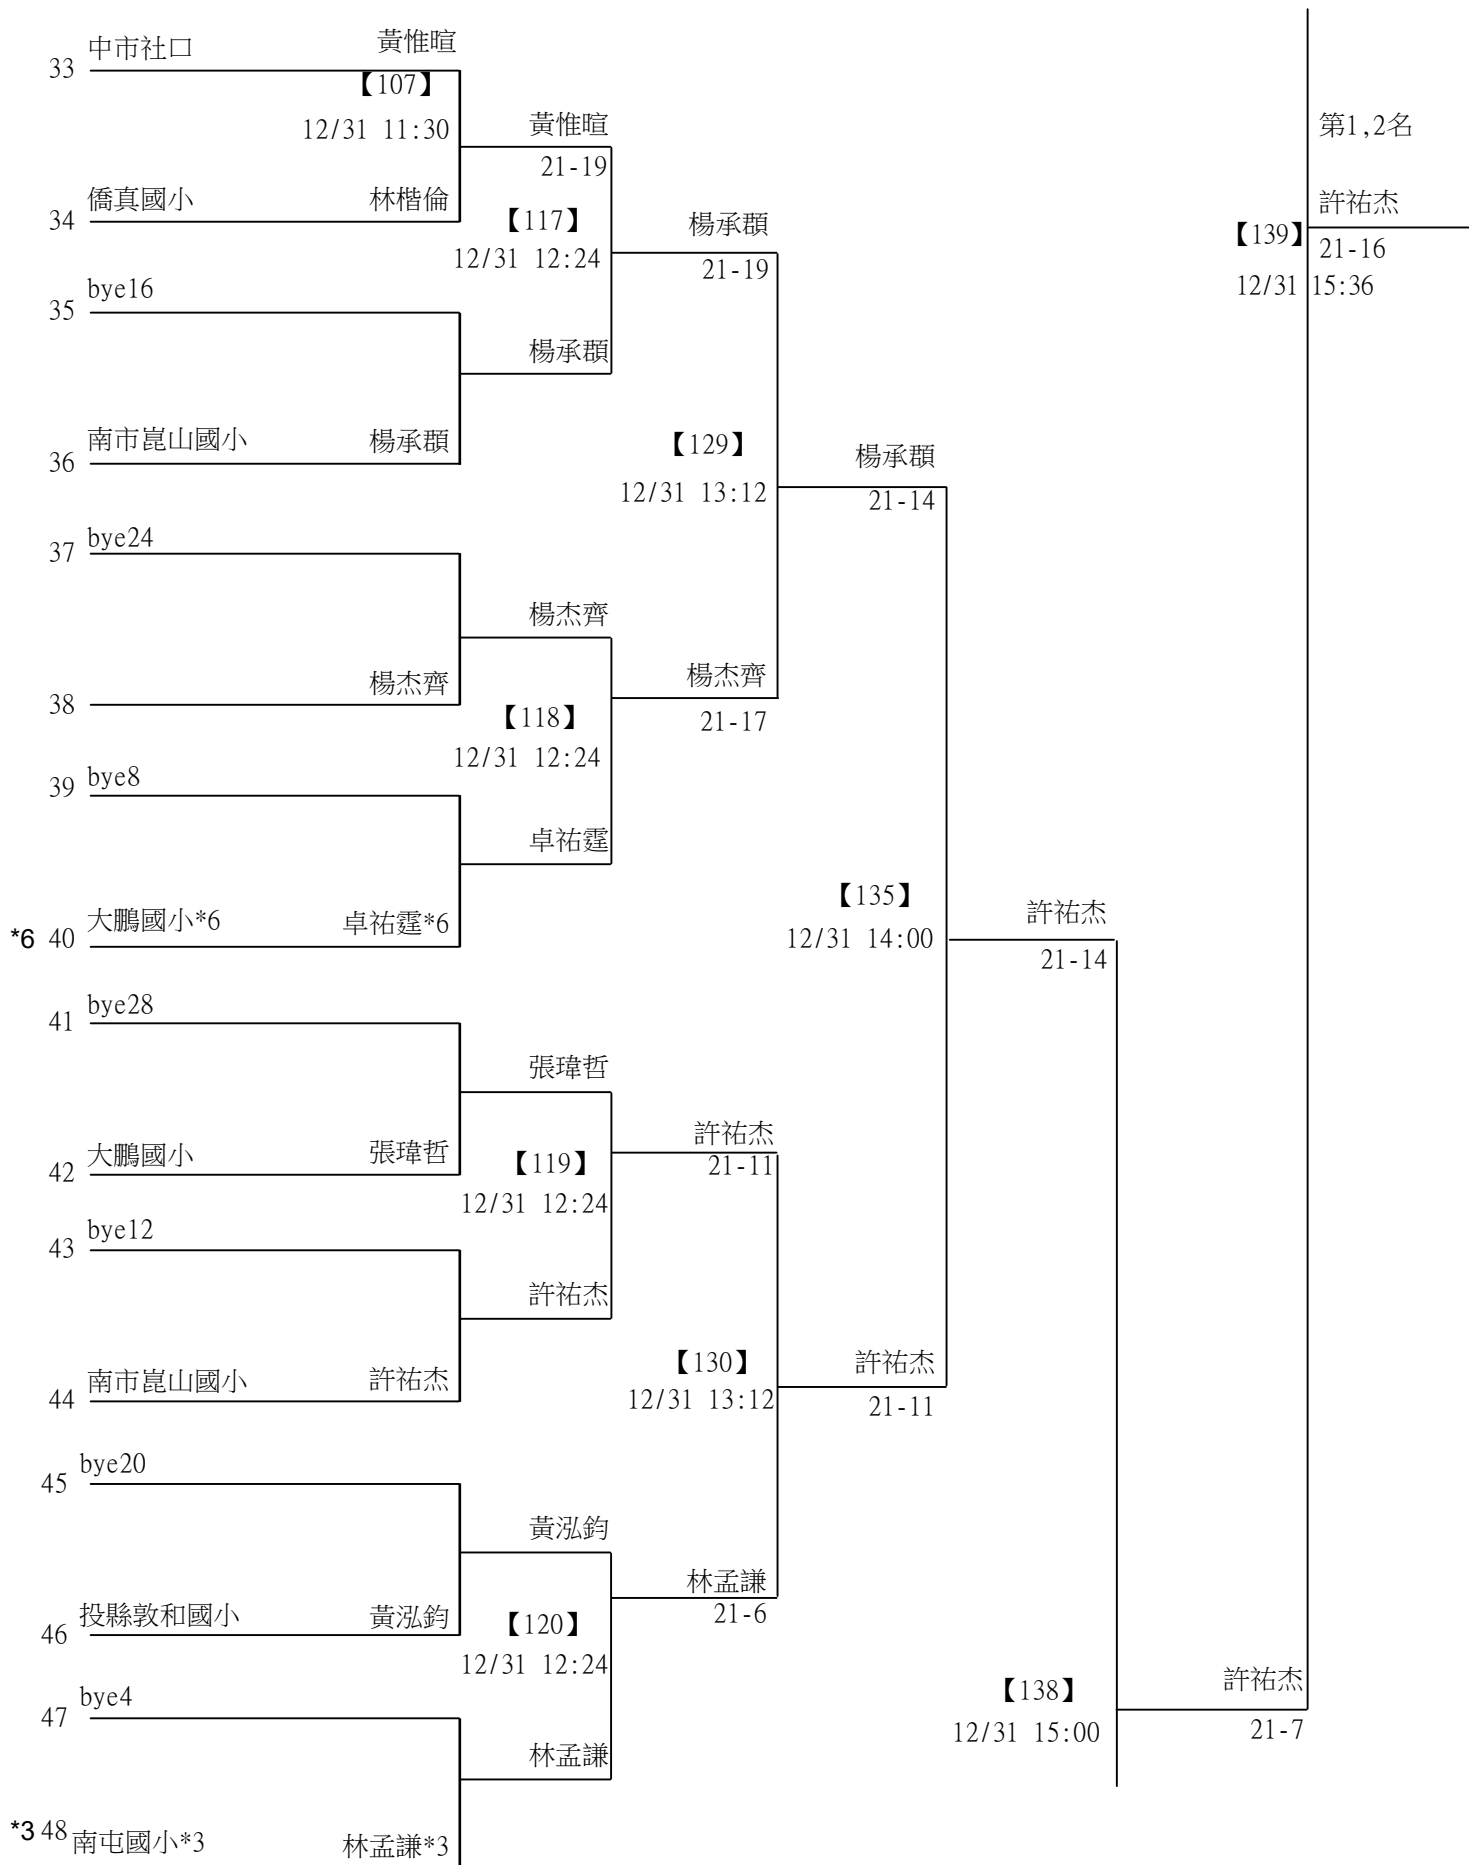 中市社口 黃惟暄
33
【107】
12/31 11:30
黃惟暄
21-19
僑真國小 林楷倫
34
【117】
12/31 12:24
楊承頵
21-19
bye16
35
楊承頵
南市崑山國小 楊承頵
36
【129】
12/31 13:12
楊承頵
21-14
bye24
37
楊杰齊
楊杰齊
38
【118】
12/31 12:24
楊杰齊
21-17
bye8
39
卓祐霆
大鵬國小*6 卓祐霆*6
*6 40
【135】
12/31 14:00
許祐杰
21-14
bye28
41
張瑋哲
大鵬國小 張瑋哲
42
【119】
12/31 12:24
許祐杰
21-11
bye12
43
許祐杰
南市崑山國小 許祐杰
44
【130】
12/31 13:12
許祐杰
21-11
bye20
45
黃泓鈞
投縣敦和國小 黃泓鈞
46
【120】
12/31 12:24
林孟謙
21-6
bye4
47
林孟謙
*3 48 南屯國小*3 林孟謙*3
【138】
12/31 15:00
許祐杰
21-7
第1,2名
許祐杰
【139】 21-16
12/31 15:36